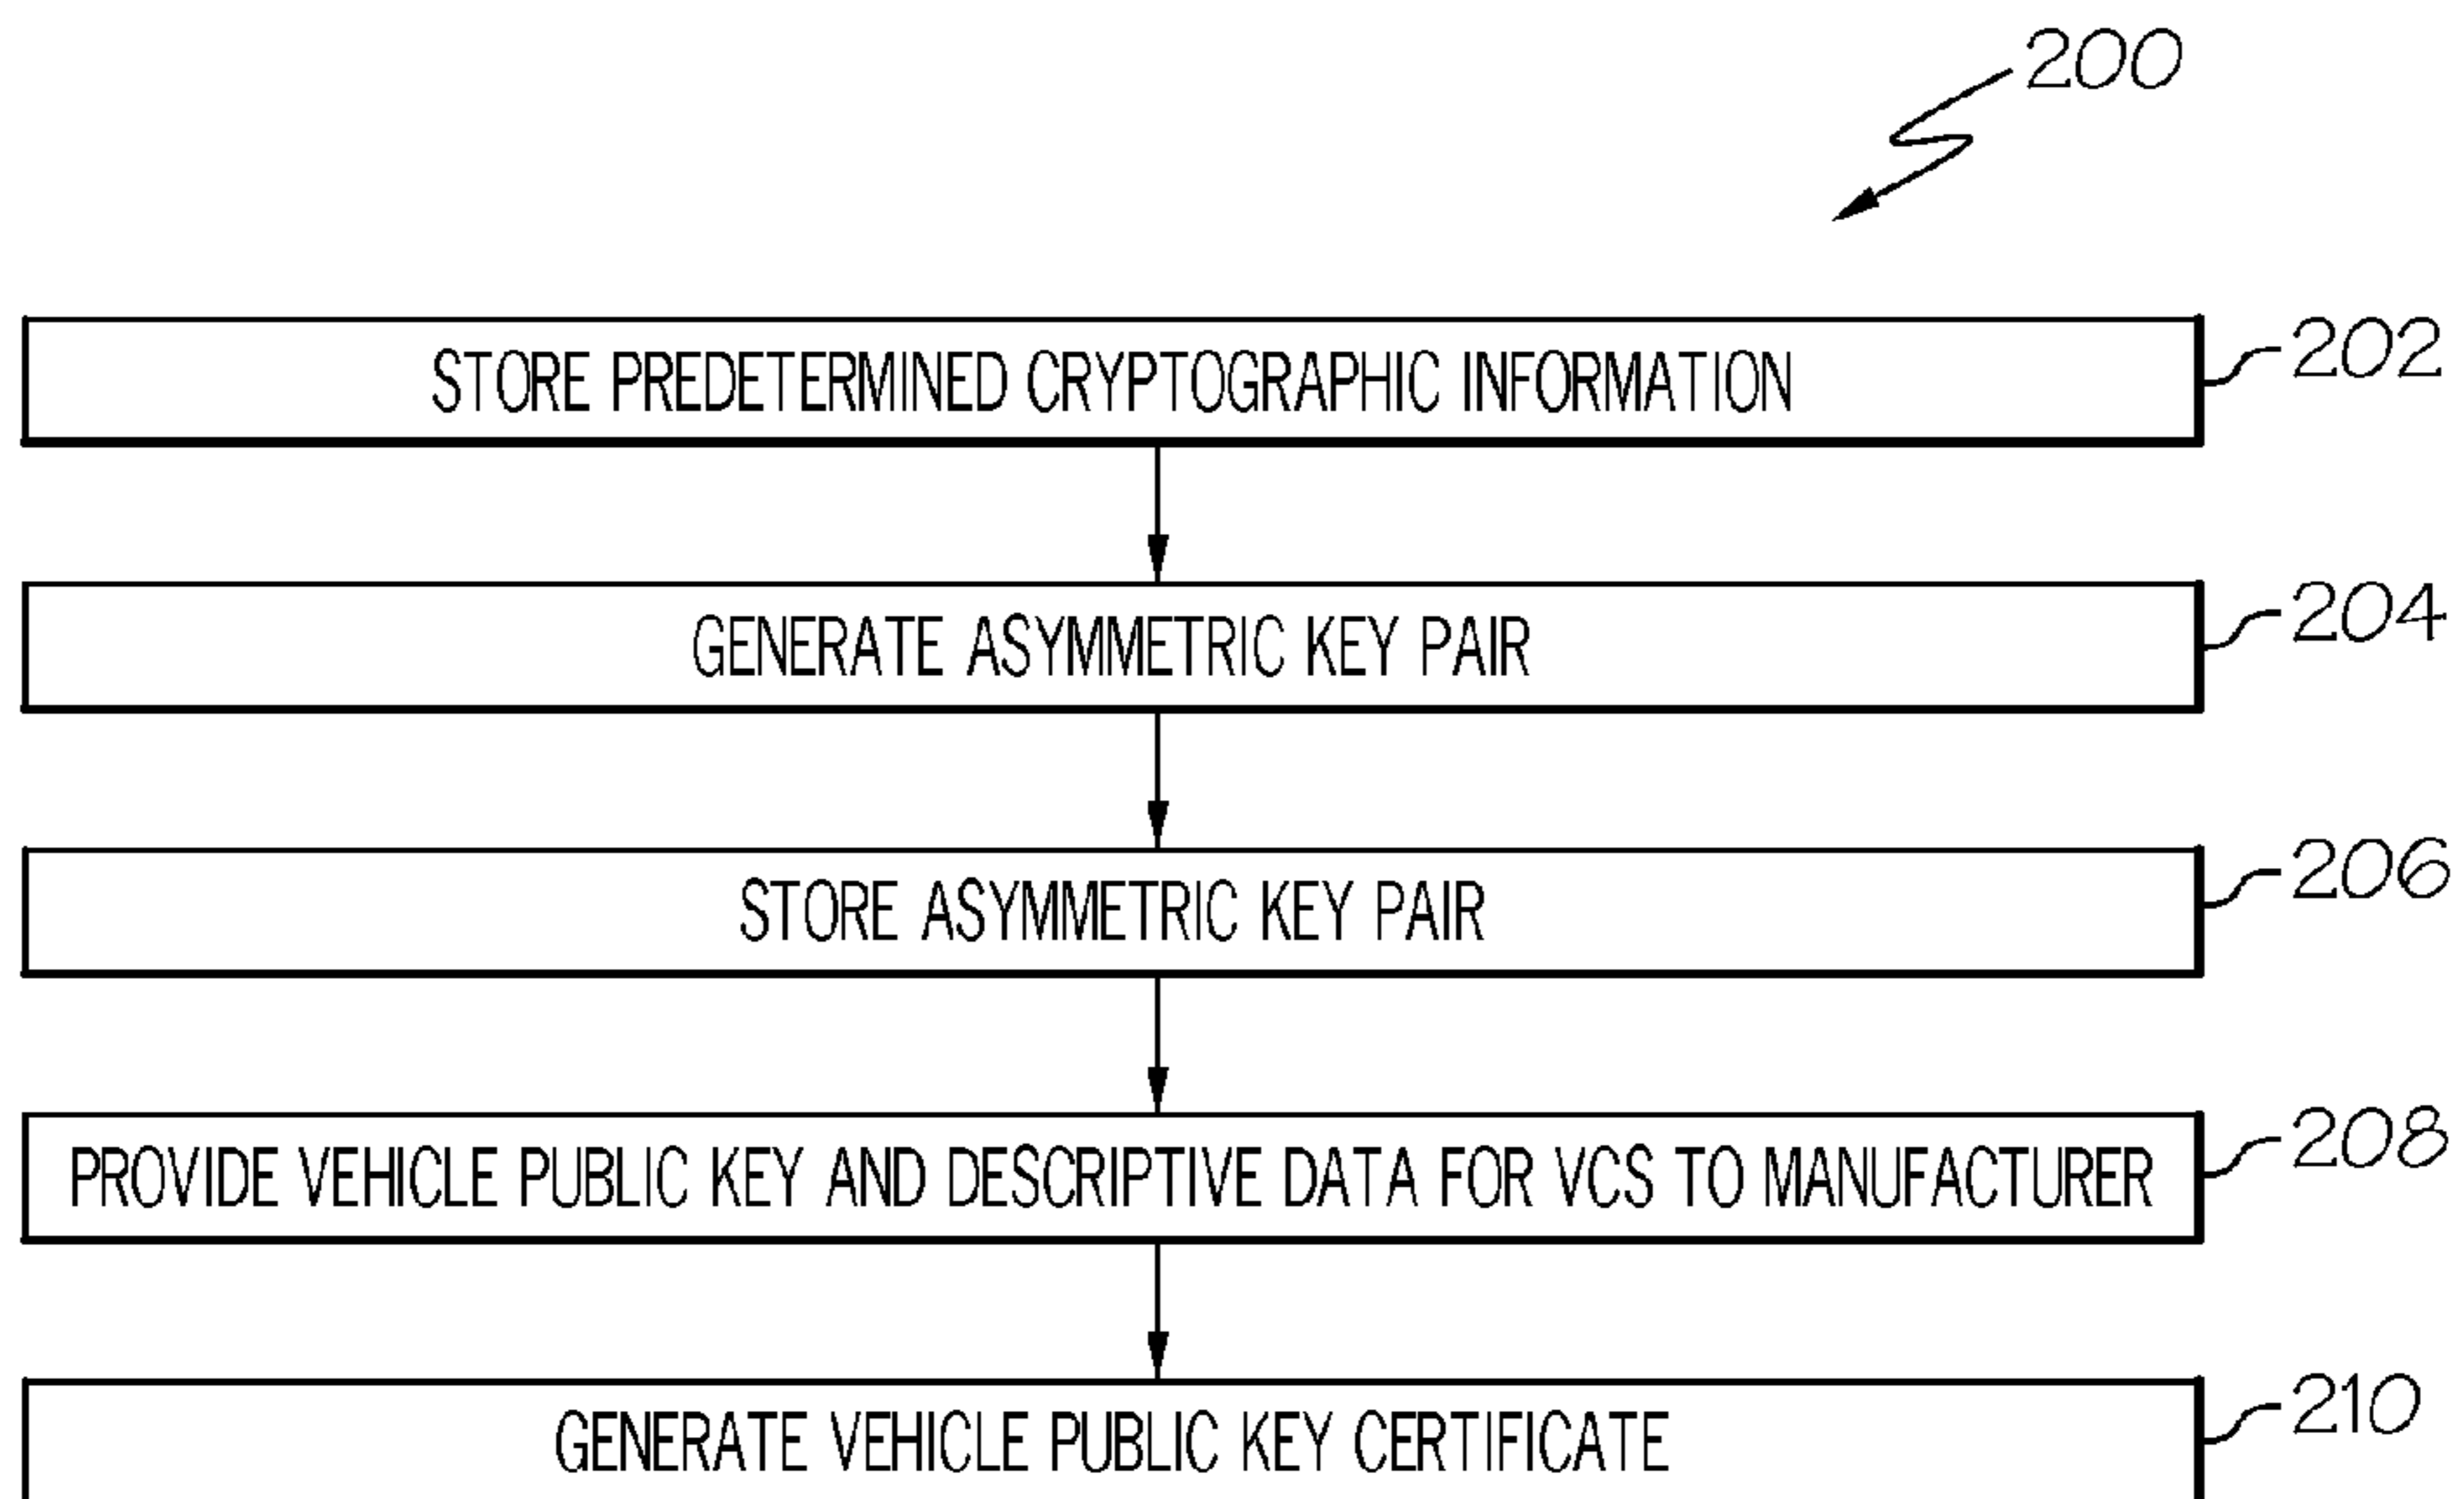 200
STORE PREDETERMINED CRYPTOGRAPHIC INFORMATION
202
GENERATE ASYMMETRIC KEY PAIR
204
STORE ASYMMETRIC KEY PAIR
206
PROVIDE VEHICLE PUBLIC KEY AND DESCRIPTIVE DATA FOR VCS TO MANUFACTURER
208
GENERATE VEHICLE PUBLIC KEY CERTIFICATE
210